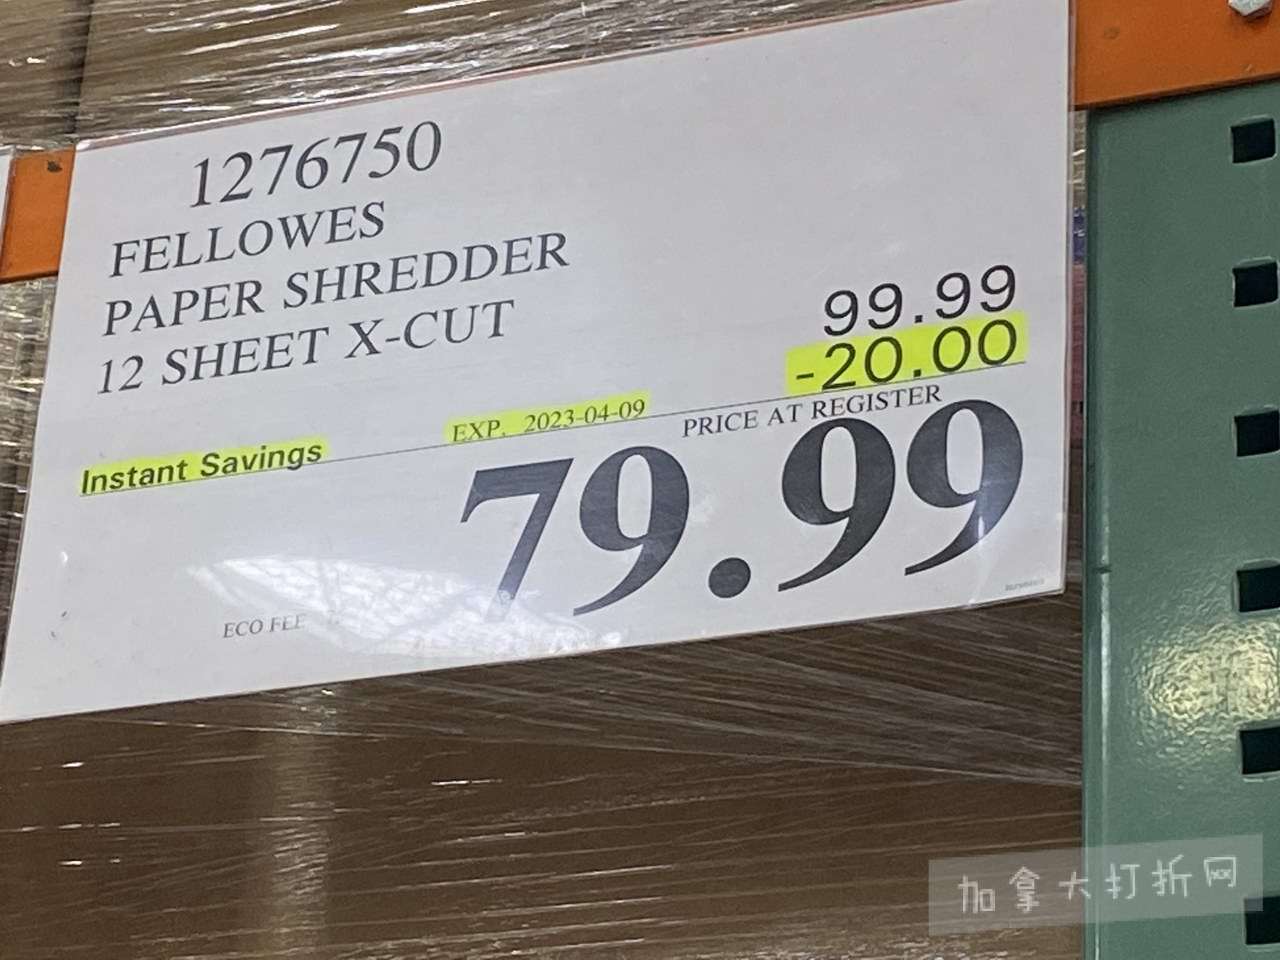 1276750
FELLOWES
PAPER SHREDDER
12 SHEET X-CUT
99.99
-20.00
Instant Savings
EXP. 2023-04-09
PRICE AT REGISTER
79.99
ECO FEE
加拿大打折网